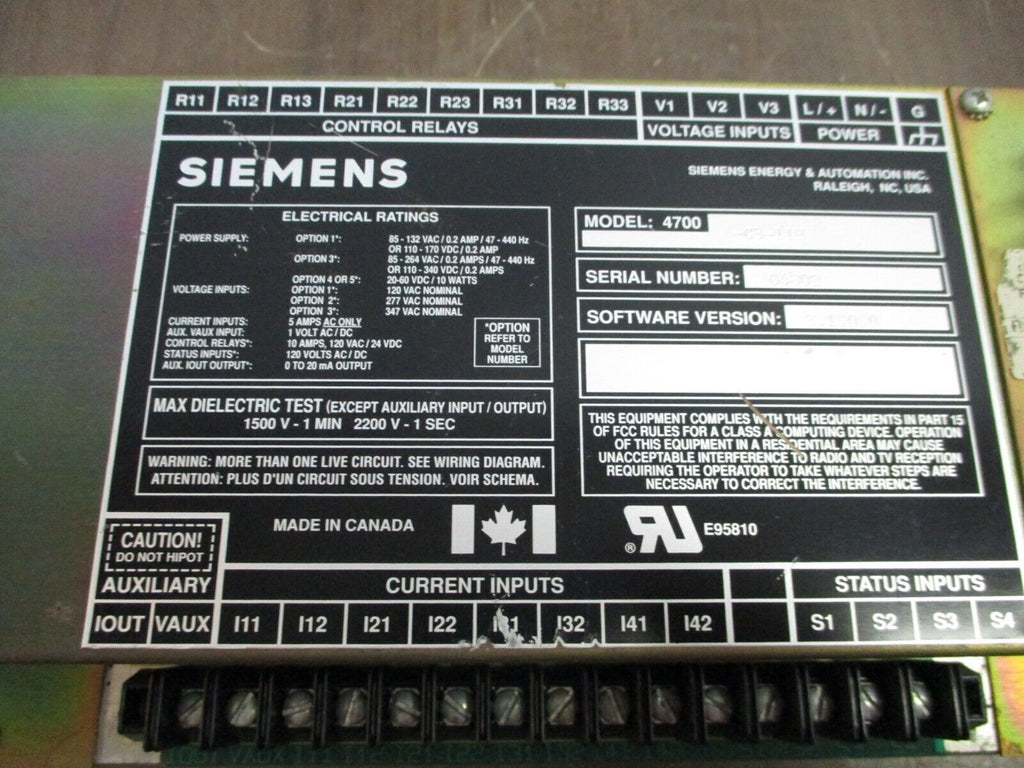 R11 R12 R13 R21 R22 R23 R31 R32 R33 V1 V2 V3 L/+ N/- G
CONTROL RELAYS VOLTAGE INPUTS POWER
SIEMENS
SIEMENS ENERGY & AUTOMATION INC.
RALEIGH, NC, USA
ELECTRICAL RATINGS
POWER SUPPLY: OPTION 1*: 85 - 132 VAC / 0.2 AMP / 47 - 440 Hz
OR 110 - 170 VDC / 0.2 AMP
OPTION 3*: 85 - 264 VAC / 0.2 AMPS / 47 - 440 Hz
OR 110 - 340 VDC / 0.2 AMPS
OPTION 4 OR 5*: 20-60 VDC / 10 WATTS
VOLTAGE INPUTS: OPTION 1*: 120 VAC NOMINAL
OPTION 2*: 277 VAC NOMINAL
OPTION 3*: 347 VAC NOMINAL
CURRENT INPUTS: 5 AMPS AC ONLY
AUX. VAUX INPUT: 1 VOLT AC / DC
CONTROL RELAYS*: 10 AMPS, 120 VAC / 24 VDC
STATUS INPUTS*: 120 VOLTS AC / DC
AUX. IOUT OUTPUT*: 0 TO 20 mA OUTPUT
*OPTION
REFER TO
MODEL
NUMBER
MODEL: 4700
SERIAL NUMBER:
SOFTWARE VERSION:
MAX DIELECTRIC TEST (EXCEPT AUXILIARY INPUT / OUTPUT)
1500 V - 1 MIN 2200 V - 1 SEC
WARNING: MORE THAN ONE LIVE CIRCUIT. SEE WIRING DIAGRAM.
ATTENTION: PLUS D'UN CIRCUIT SOUS TENSION. VOIR SCHEMA.
THIS EQUIPMENT COMPLIES WITH THE REQUIREMENTS IN PART 15
OF FCC RULES FOR A CLASS A COMPUTING DEVICE. OPERATION
OF THIS EQUIPMENT IN A RESIDENTIAL AREA MAY CAUSE
UNACCEPTABLE INTERFERENCE TO RADIO AND TV RECEPTION
REQUIRING THE OPERATOR TO TAKE WHATEVER STEPS ARE
NECESSARY TO CORRECT THE INTERFERENCE.
MADE IN CANADA
® RU E95810
CAUTION!
DO NOT HIPOT
AUXILIARY CURRENT INPUTS STATUS INPUTS
IOUT VAUX I11 I12 I21 I22 I31 I32 I41 I42 S1 S2 S3 S4